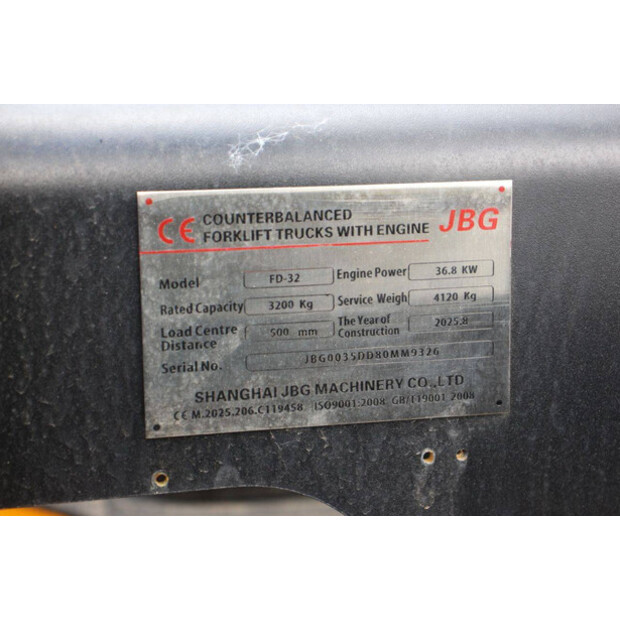 CE COUNTERBALANCED
FORKLIFT TRUCKS WITH ENGINE JBG
Model FD-32 Engine Power 36.8 KW
Rated Capacity 3200 Kg Service Weigh 4120 Kg
Load Centre Distance 500 mm The Year of Construction 2025.8
Serial No. JBG0035DD80MM9326
SHANGHAI JBG MACHINERY CO.,LTD
CE M.2025.206.C119458 ISO9001:2008 GB/T19001 2008